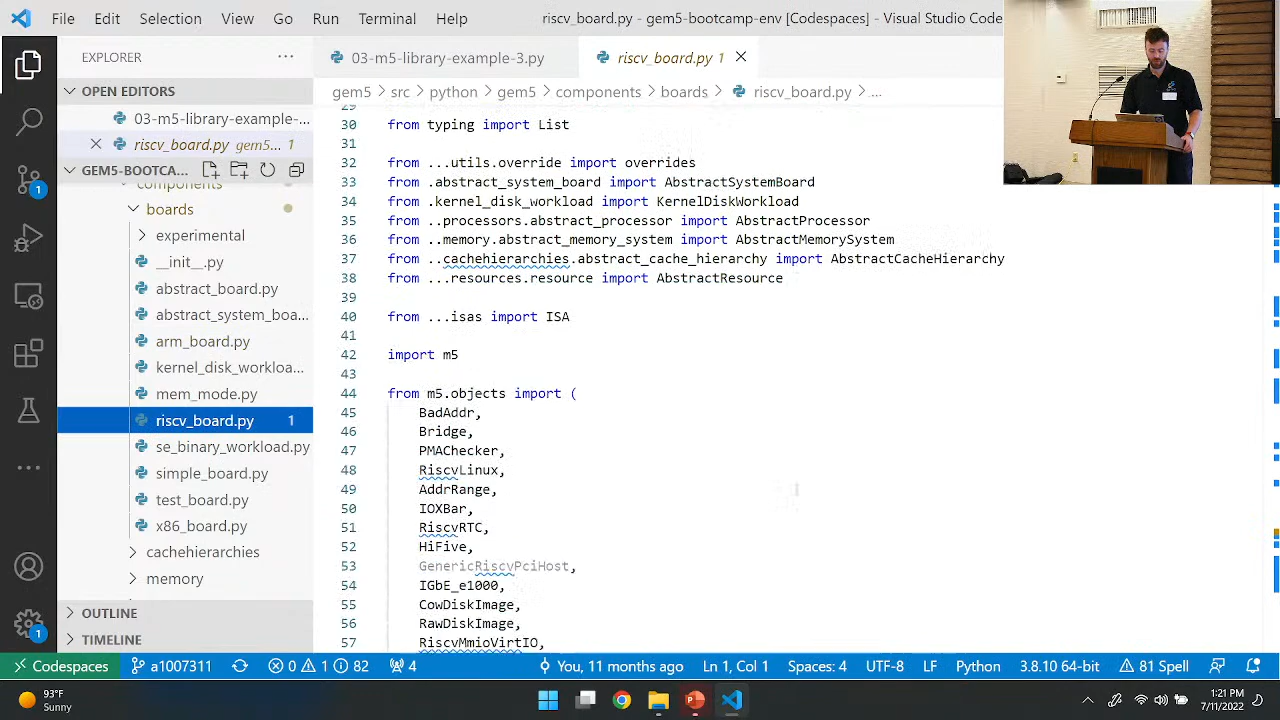 File Edit Selection View Go Run Terminal Help riscv_board.py - gem5-bootcamp-env [Codespaces] - Visual Studio Code
EXPLORER
OPEN EDITORS
03-m5-library-example-...
riscv_board.py gem5... 1
GEM5-BOOTCA...
components
boards
experimental
__init__.py
abstract_board.py
abstract_system_boa...
arm_board.py
kernel_disk_workloa...
mem_mode.py
riscv_board.py 1
se_binary_workload.py
simple_board.py
test_board.py
x86_board.py
cachehierarchies
memory
OUTLINE
TIMELINE
1
1
03-m5-library-example-3.py riscv_board.py 1
gem5 > src > python > gem5 > components > boards > riscv_board.py > ...
29
30 from typing import List
31
32 from ...utils.override import overrides
33 from .abstract_system_board import AbstractSystemBoard
34 from .kernel_disk_workload import KernelDiskWorkload
35 from ..processors.abstract_processor import AbstractProcessor
36 from ..memory.abstract_memory_system import AbstractMemorySystem
37 from ..cachehierarchies.abstract_cache_hierarchy import AbstractCacheHierarchy
38 from ...resources.resource import AbstractResource
39
40 from ...isas import ISA
41
42 import m5
43
44 from m5.objects import (
45 BadAddr,
46 Bridge,
47 PMAChecker,
48 RiscvLinux,
49 AddrRange,
50 IOXBar,
51 RiscvRTC,
52 HiFive,
53 GenericRiscvPciHost,
54 IGbE_e1000,
55 CowDiskImage,
56 RawDiskImage,
57 RiscvMmioVirtIO,
Codespaces a1007311 0 1 82 4 You, 11 months ago Ln 1, Col 1 Spaces: 4 UTF-8 LF Python 3.8.10 64-bit 81 Spell
93°F
Sunny
1:21 PM
7/11/2022